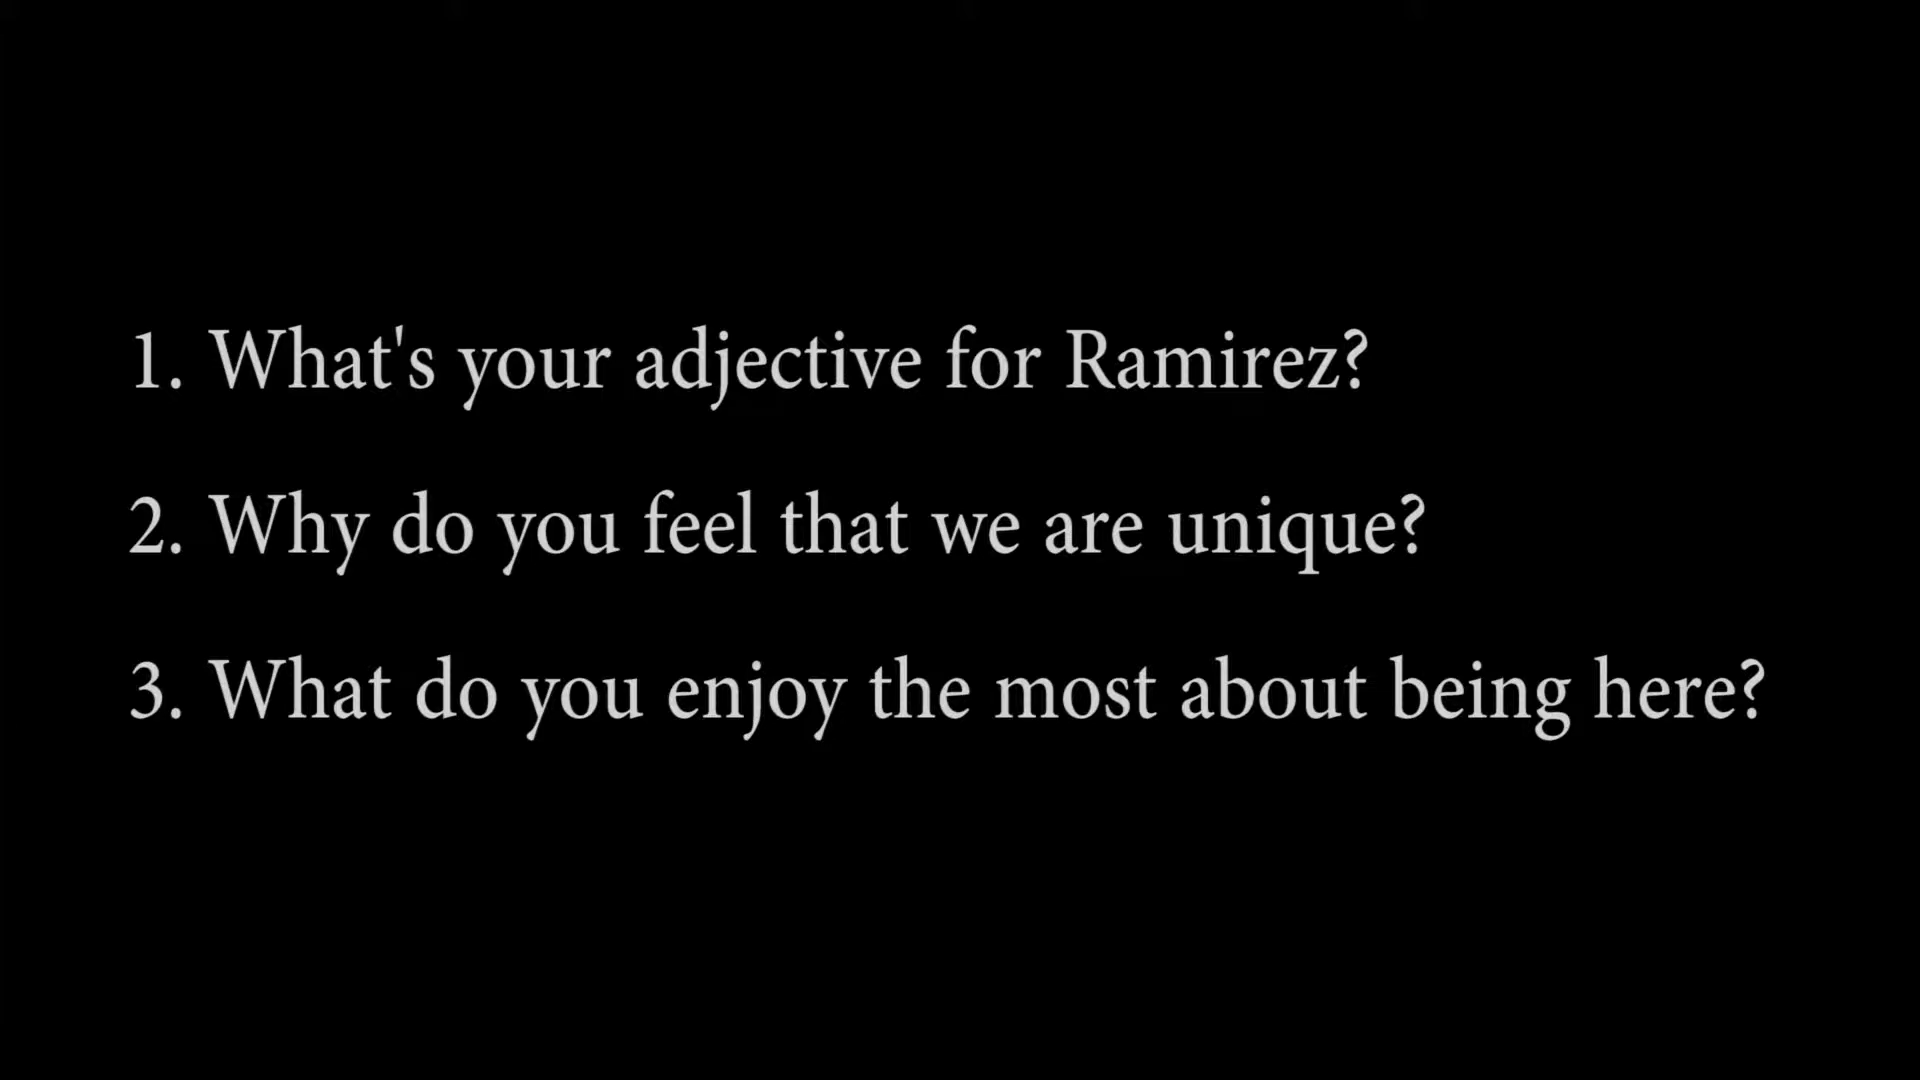 1. What's your adjective for Ramirez?
2. Why do you feel that we are unique?
3. What do you enjoy the most about being here?